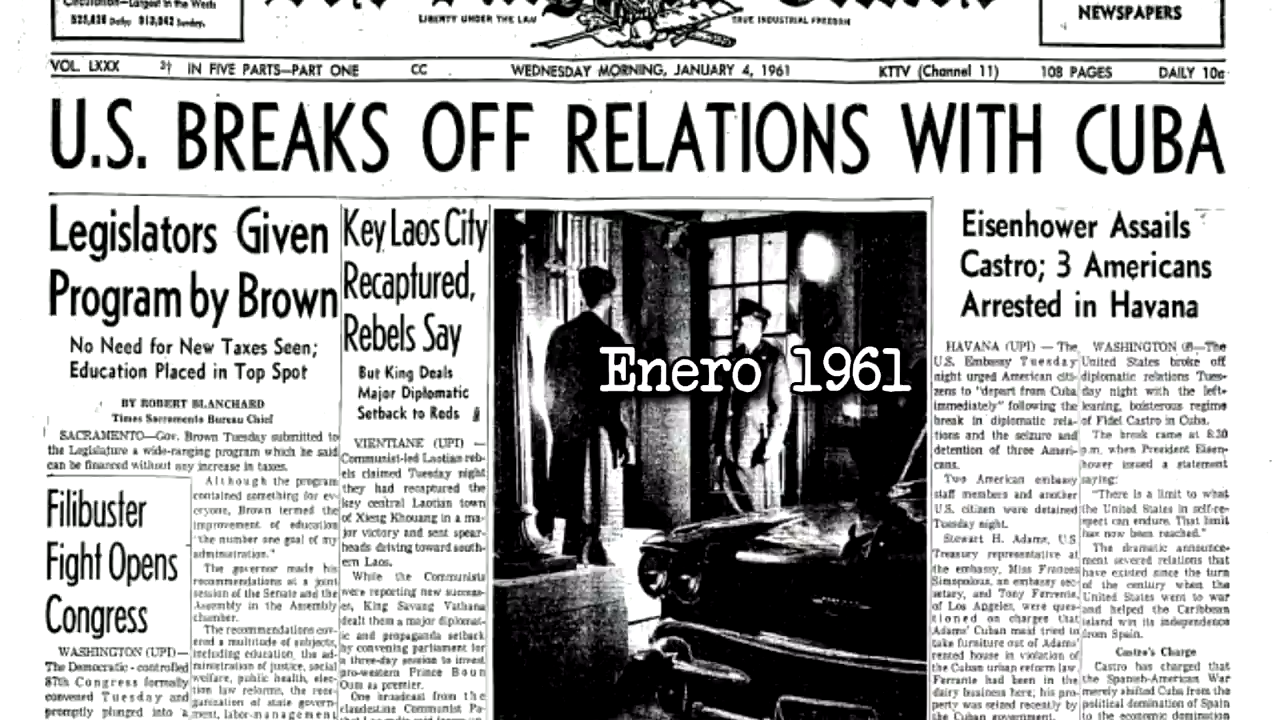 Circulation—Largest in the West
825,626 Daily 913,942 Sunday.
LIBERTY UNDER THE LAW
TRUE INDUSTRIAL FREEDOM
NEWSPAPERS
VOL. LXXX
IN FIVE PARTS—PART ONE
CC
WEDNESDAY MORNING, JANUARY 4, 1961
KTTV (Channel 11)
108 PAGES
DAILY 10c
U.S. BREAKS OFF RELATIONS WITH CUBA
Legislators Given
Program by Brown
No Need for New Taxes Seen;
Education Placed in Top Spot
BY ROBERT BLANCHARD
Times Sacramento Bureau Chief
SACRAMENTO—Gov. Brown Tuesday submitted to
the Legislature a wide-ranging program which he said
can be financed without any increase in taxes.
Although the program
contained something for ev-
eryone, Brown termed the
improvement of education
"the number one goal of my
administration."
The governor made his
recommendations at a joint
session of the Senate and the
Assembly in the Assembly
chamber.
The recommendations cov-
ered a multitude of subjects,
including education, the ad-
ministration of justice, social
welfare, public health, elec-
tion law reforms, the reor-
ganization of state govern-
ment, labor-management
Filibuster
Fight Opens
Congress
WASHINGTON (UPI)—
The Democratic-controlled
87th Congress formally
convened Tuesday and
promptly plunged into a
Key Laos City
Recaptured,
Rebels Say
But King Deals
Major Diplomatic
Setback to Reds
VIENTIANE (UPI) —
Communist-led Laotian reb-
els claimed Tuesday night
they had recaptured the
key central Laotian town
of Xieng Khouang in a ma-
jor victory and sent spear-
heads driving toward south-
ern Laos.
While the Communists
were reporting new success-
es, King Savang Vathana
dealt them a major diplomat-
ic and propaganda setback
by convening parliament for
a three-day session to invest
pro-western Prince Boun
Oum as premier.
One broadcast from the
clandestine Communist Pa-
Enero 1961
Eisenhower Assails
Castro; 3 Americans
Arrested in Havana
HAVANA (UPI) — The
U.S. Embassy Tuesday
night urged American citi-
zens to "depart from Cuba
immediately" following the
break in diplomatic rela-
tions and the seizure and
detention of three Ameri-
cans.
Two American embassy
staff members and another
U.S. citizen were detained
Tuesday night.
Stewart H. Adams, U.S.
Treasury representative at
the embassy, Miss Frances
Simopolous, an embassy sec-
retary, and Tony Ferrente,
of Los Angeles, were ques-
tioned on charges that
Adams' Cuban maid tried to
take furniture out of Adams'
rented house in violation of
the Cuban urban reform law.
Ferrante had been in the
dairy business here; his pro-
perty was seized recently by
the Cuban government.
WASHINGTON —The
United States broke off
diplomatic relations Tues-
day night with the left-
leaning, boisterous regime
of Fidel Castro in Cuba.
The break came at 8:30
p.m. when President Eisen-
hower issued a statement
saying:
"There is a limit to what
the United States in self-re-
spect can endure. That limit
has now been reached."
The dramatic announce-
ment severed relations that
have existed since the turn
of the century when the
United States went to war
and helped the Caribbean
island win its independence
from Spain.
Castro's Charge
Castro has charged that
the Spanish-American War
merely shifted Cuba from the
political domination of Spain
to the economic domination